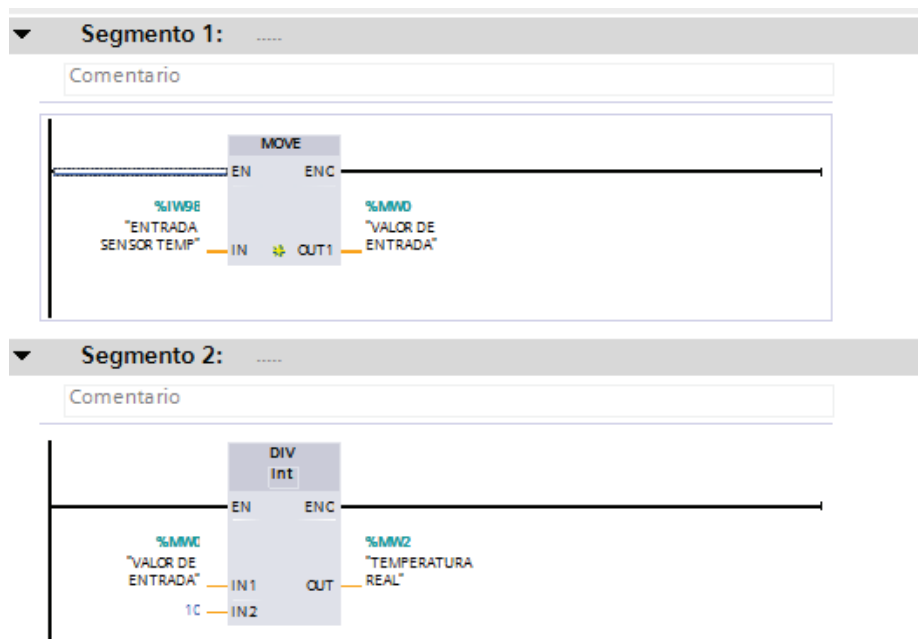 Segmento 1: .....
Comentario
MOVE
EN ENO
%IW98
"ENTRADA
SENSOR TEMP"
IN OUT1
%MW0
"VALOR DE
ENTRADA"
Segmento 2: .....
Comentario
DIV
Int
EN ENO
%MW0
"VALOR DE
ENTRADA"
IN1 OUT
%MW2
"TEMPERATURA
REAL"
10 IN2